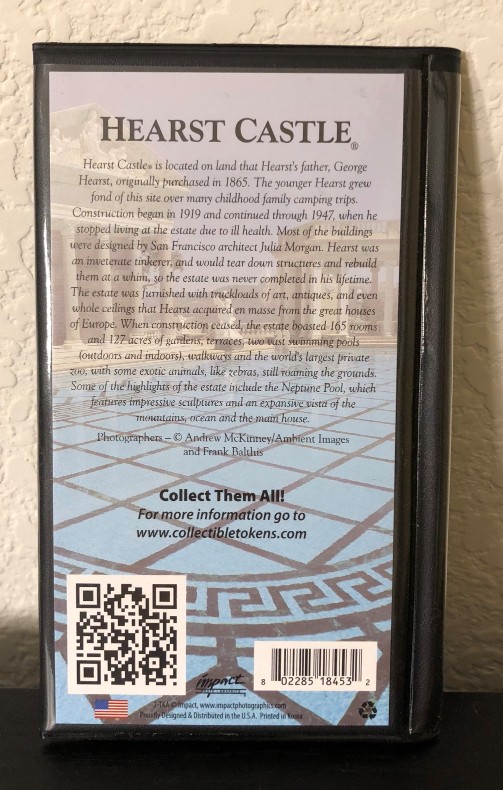 HEARST CASTLE®
Hearst Castle® is located on land that Hearst's father, George
Hearst, originally purchased in 1865. The younger Hearst grew
fond of this site over many childhood family camping trips.
Construction began in 1919 and continued through 1947, when he
stopped living at the estate due to ill health. Most of the buildings
were designed by San Francisco architect Julia Morgan. Hearst was
an inveterate tinkerer, and would tear down structures and rebuild
them at a whim, so the estate was never completed in his lifetime.
The estate was furnished with truckloads of art, antiques, and even
whole ceilings that Hearst acquired en masse from the great houses
of Europe. When construction ceased, the estate boasted 165 rooms
and 127 acres of gardens, terraces, two vast swimming pools
(outdoors and indoors), walkways and the world's largest private
zoo, with some exotic animals, like zebras, still roaming the grounds.
Some of the highlights of the estate include the Neptune Pool, which
features impressive sculptures and an expansive vista of the
mountains, ocean and the main house.
Photographers – © Andrew McKinney/Ambient Images
and Frank Balthis
Collect Them All!
For more information go to
www.collectibletokens.com
impact
8 02285 18453 2
© Impact, www.impactphotographics.com
Proudly Designed & Distributed in the U.S.A. Printed in Korea